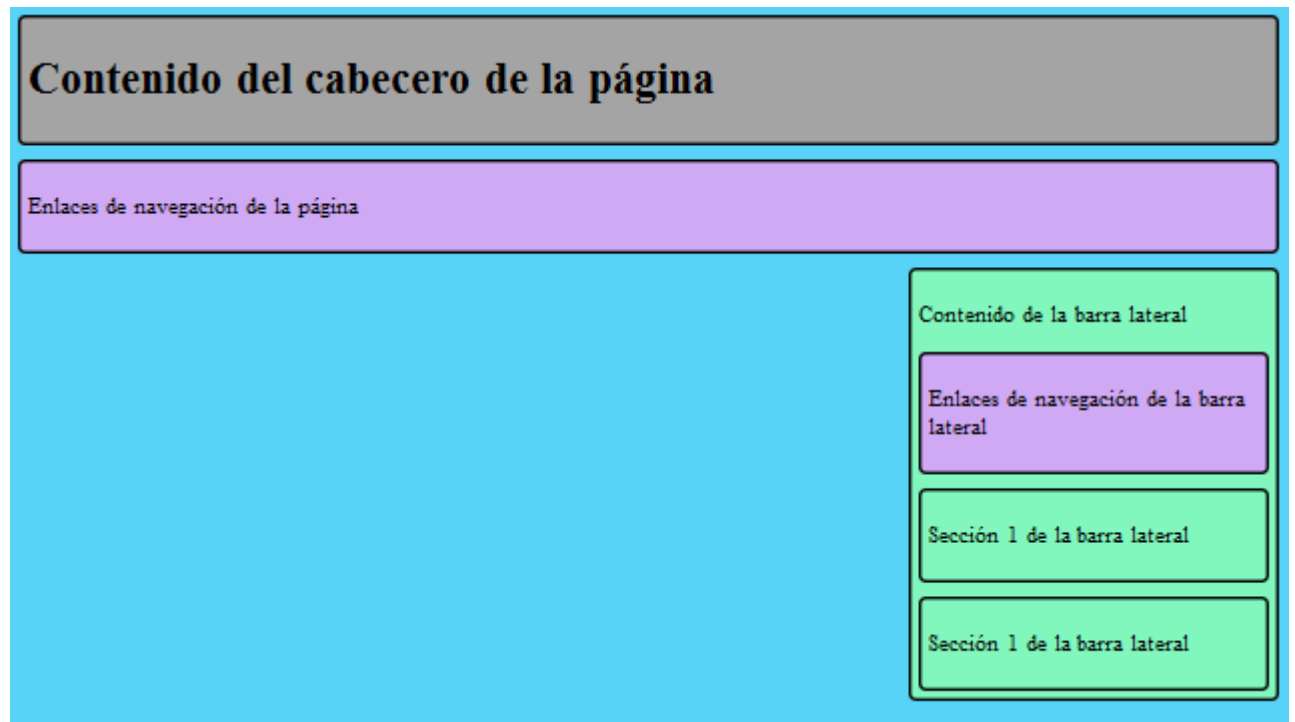 Contenido del cabecero de la página
Enlaces de navegación de la página
Contenido de la barra lateral
Enlaces de navegación de la barra
lateral
Sección 1 de la barra lateral
Sección 1 de la barra lateral